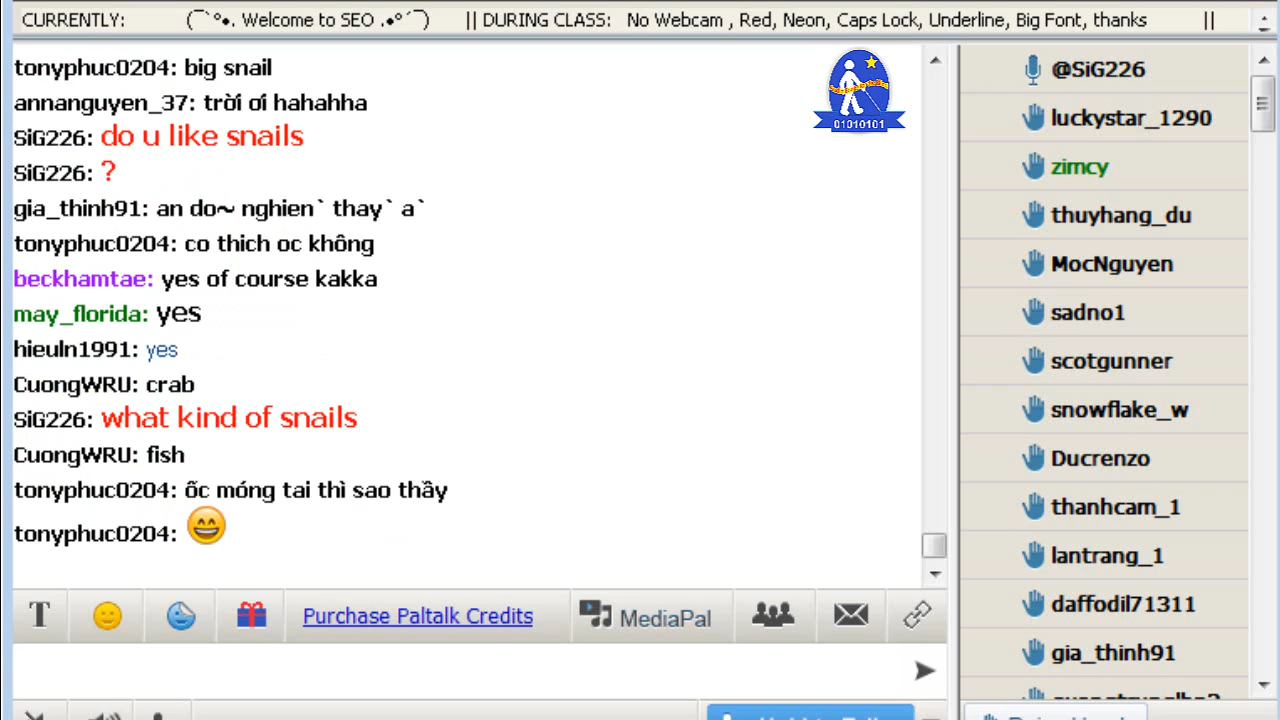 CURRENTLY: (¯`°•. Welcome to SEO .•°´¯) || DURING CLASS: No Webcam , Red, Neon, Caps Lock, Underline, Big Font, thanks ||
tonyphuc0204: big snail
annanguyen_37: trời ơi hahahha
SiG226: do u like snails
SiG226: ?
gia_thinh91: an do~ nghien` thay` a`
tonyphuc0204: co thich oc không
beckhamtae: yes of course kakka
may_florida: yes
hieuln1991: yes
CuongWRU: crab
SiG226: what kind of snails
CuongWRU: fish
tonyphuc0204: ốc móng tai thì sao thầy
tonyphuc0204: 😄
01010101
@SiG226
luckystar_1290
zimcy
thuyhang_du
MocNguyen
sadno1
scotgunner
snowflake_w
Ducrenzo
thanhcam_1
lantrang_1
daffodil71311
gia_thinh91
T
Purchase Paltalk Credits
MediaPal